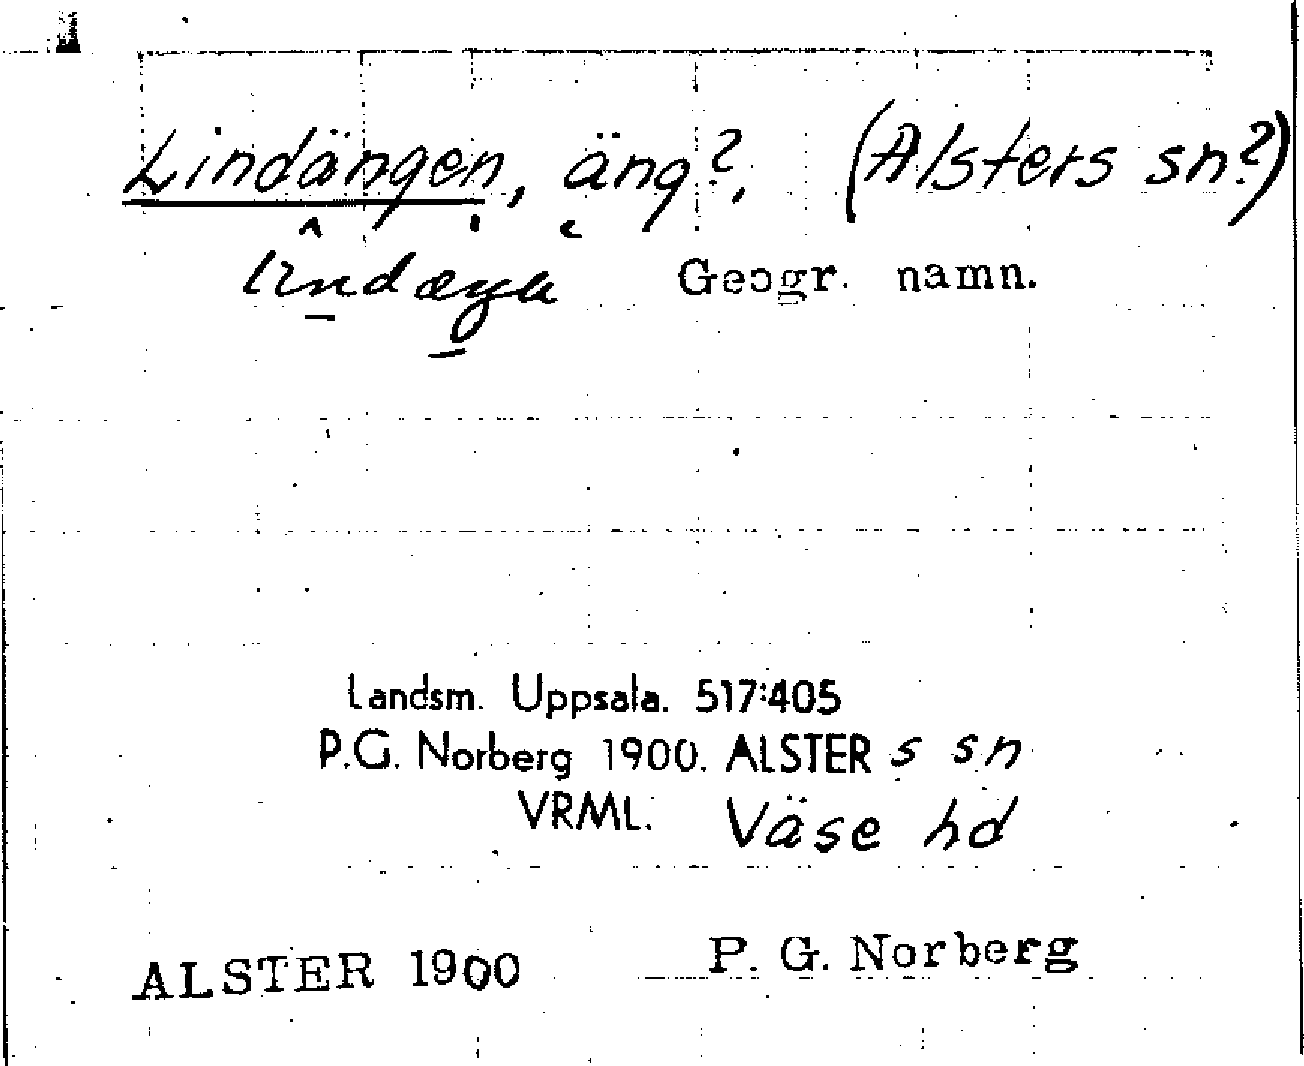 Lindängen, äng?. (Alsters sn?)
Geogr. namn.
Landsm. Uppsala. 517:405
P.G. Norberg 1900. ALSTER s sn
VRML. Väse hd
ALSTER 1900 P. G. Norberg